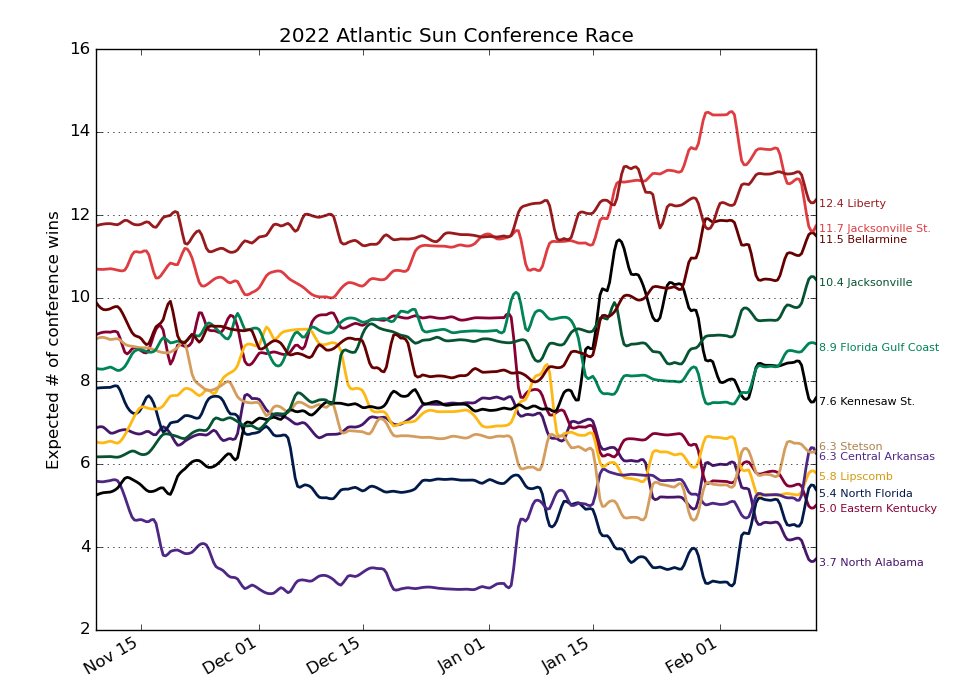 2022 Atlantic Sun Conference Race
Expected # of conference wins
16
14
12
10
8
6
4
2
Nov 15
Dec 01
Dec 15
Jan 01
Jan 15
Feb 01
12.4 Liberty
11.7 Jacksonville St.
11.5 Bellarmine
10.4 Jacksonville
8.9 Florida Gulf Coast
7.6 Kennesaw St.
6.3 Stetson
6.3 Central Arkansas
5.8 Lipscomb
5.4 North Florida
5.0 Eastern Kentucky
3.7 North Alabama